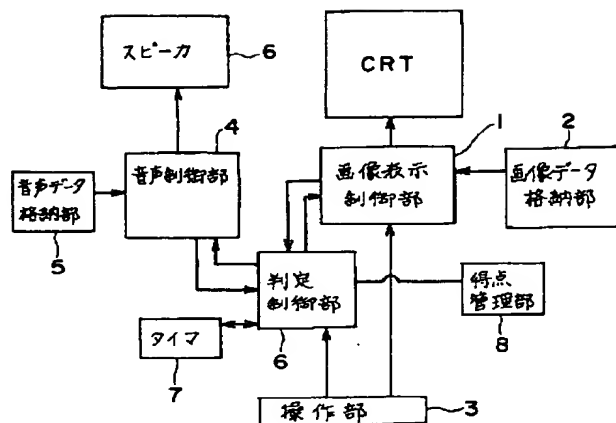 スピーカ
6
CRT
1
4
2
音声制御部
画像表示
制御部
画像データ
格納部
音声データ
格納部
5
判定
制御部
得点
管理部
タイマ
7
6
8
操作部
3